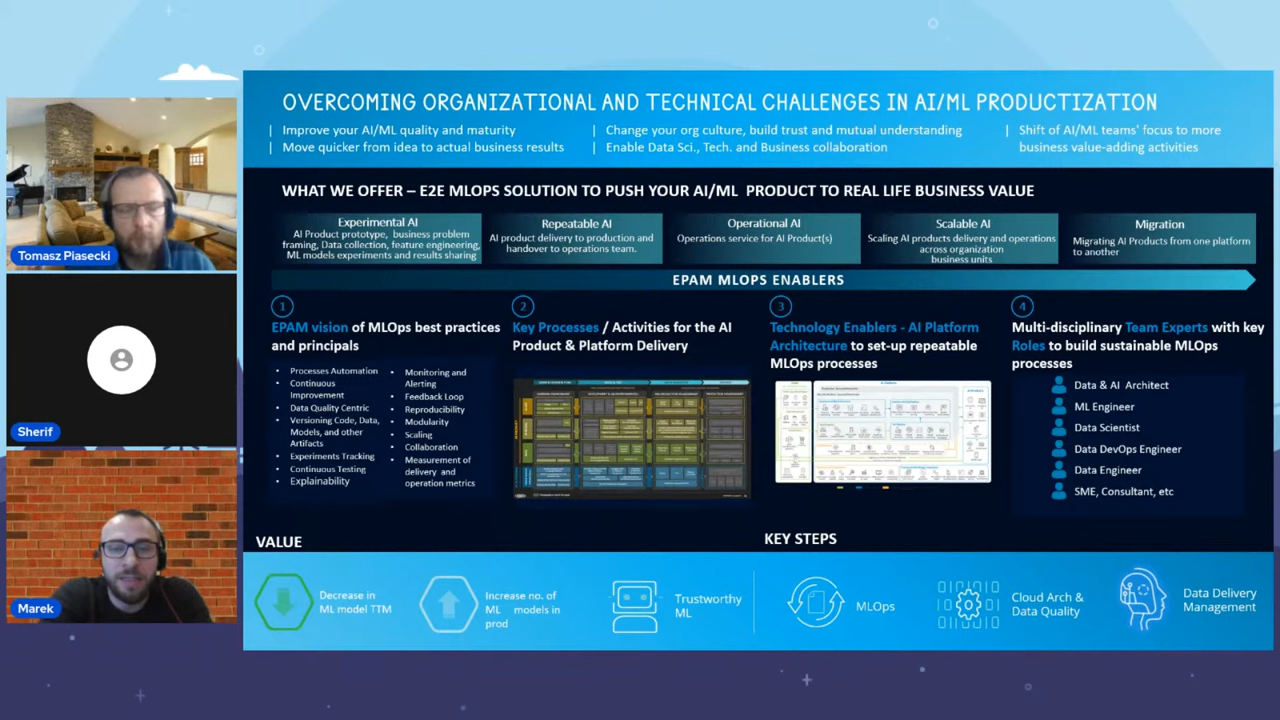 OVERCOMING ORGANIZATIONAL AND TECHNICAL CHALLENGES IN AI/ML PRODUCTIZATION
Improve your AI/ML quality and maturity
Move quicker from idea to actual business results
Change your org culture, build trust and mutual understanding
Enable Data Sci., Tech. and Business collaboration
Shift of AI/ML teams' focus to more
business value-adding activities
WHAT WE OFFER – E2E MLOPS SOLUTION TO PUSH YOUR AI/ML PRODUCT TO REAL LIFE BUSINESS VALUE
Experimental AI
AI Product prototype, business problem
framing, Data collection, feature engineering,
ML models experiments and results sharing
Repeatable AI
AI product delivery to production and
handover to operations team.
Operational AI
Operations service for AI Product(s)
Scalable AI
Scaling AI products delivery and operations
across organization
business units
Migration
Migrating AI Products from one platform
to another
EPAM MLOPS ENABLERS
1
EPAM vision of MLOps best practices
and principals
• Processes Automation
• Continuous
Improvement
• Data Quality Centric
• Versioning Code, Data,
Models, and other
Artifacts
• Experiments Tracking
• Continuous Testing
• Explainability
• Monitoring and
Alerting
• Feedback Loop
• Reproducibility
• Modularity
• Scaling
• Collaboration
• Measurement of
delivery and
operation metrics
2
Key Processes / Activities for the AI
Product & Platform Delivery
3
Technology Enablers - AI Platform
Architecture to set-up repeatable
MLOps processes
4
Multi-disciplinary Team Experts with key
Roles to build sustainable MLOps
processes
Data & AI Architect
ML Engineer
Data Scientist
Data DevOps Engineer
Data Engineer
SME, Consultant, etc
VALUE
Decrease in
ML model TTM
Increase no. of
ML models in
prod
Trustworthy
ML
KEY STEPS
MLOps
Cloud Arch &
Data Quality
Data Delivery
Management
Tomasz Piasecki
Sherif
Marek